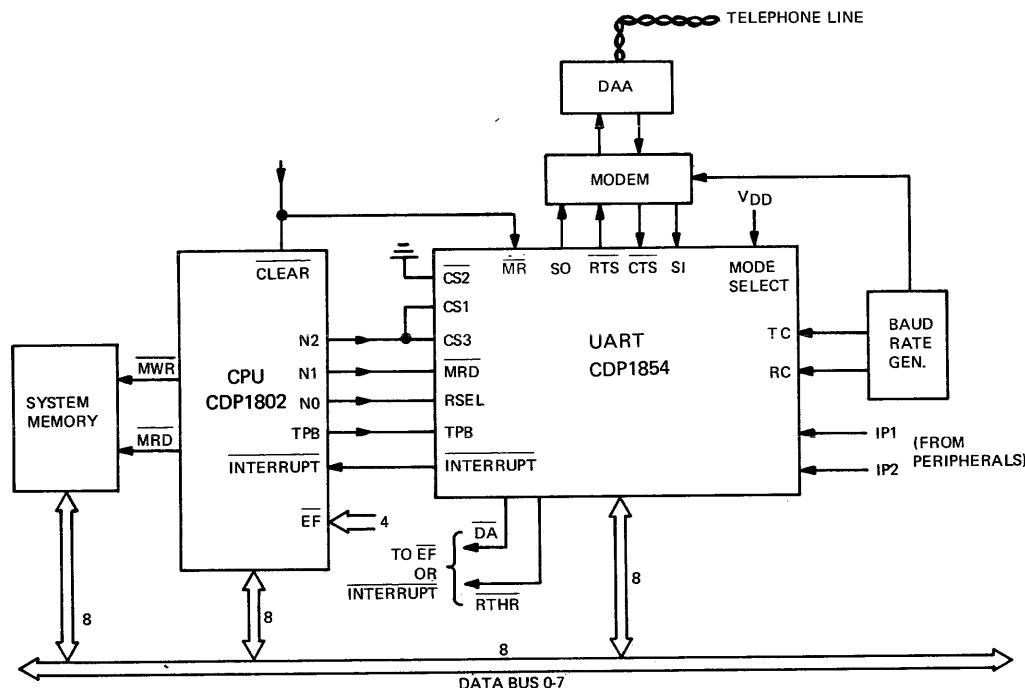 TELEPHONE LINE
DAA
MODEM
VDD
CLEAR
MR
SO
RTS
CTS
SI
MODE
SELECT
CS2
CS1
CS3
MRD
RSEL
TPB
INTERRUPT
UART
CDP1854
TC
RC
BAUD
RATE
GEN.
IP1
IP2
(FROM
PERIPHERALS)
SYSTEM
MEMORY
MWR
MRD
CPU
CDP1802
N2
N1
N0
TPB
INTERRUPT
EF
4
DA
TO EF
OR
INTERRUPT
RTHR
8
8
8
8
DATA BUS 0-7